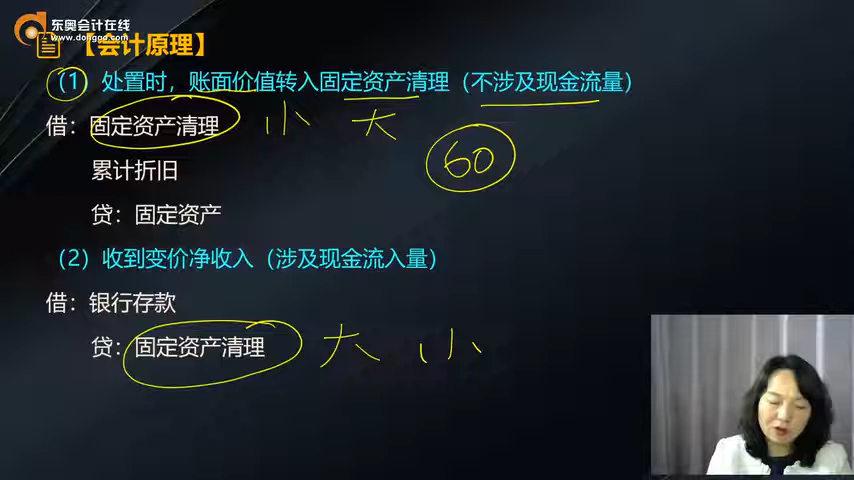 东奥会计在线
www.dongao.com
【会计原理】
(1) 处置时，账面价值转入固定资产清理（不涉及现金流量）
借：固定资产清理 小 大
60
累计折旧
贷：固定资产
(2) 收到变价净收入（涉及现金流入量）
借：银行存款
贷：固定资产清理 大 小